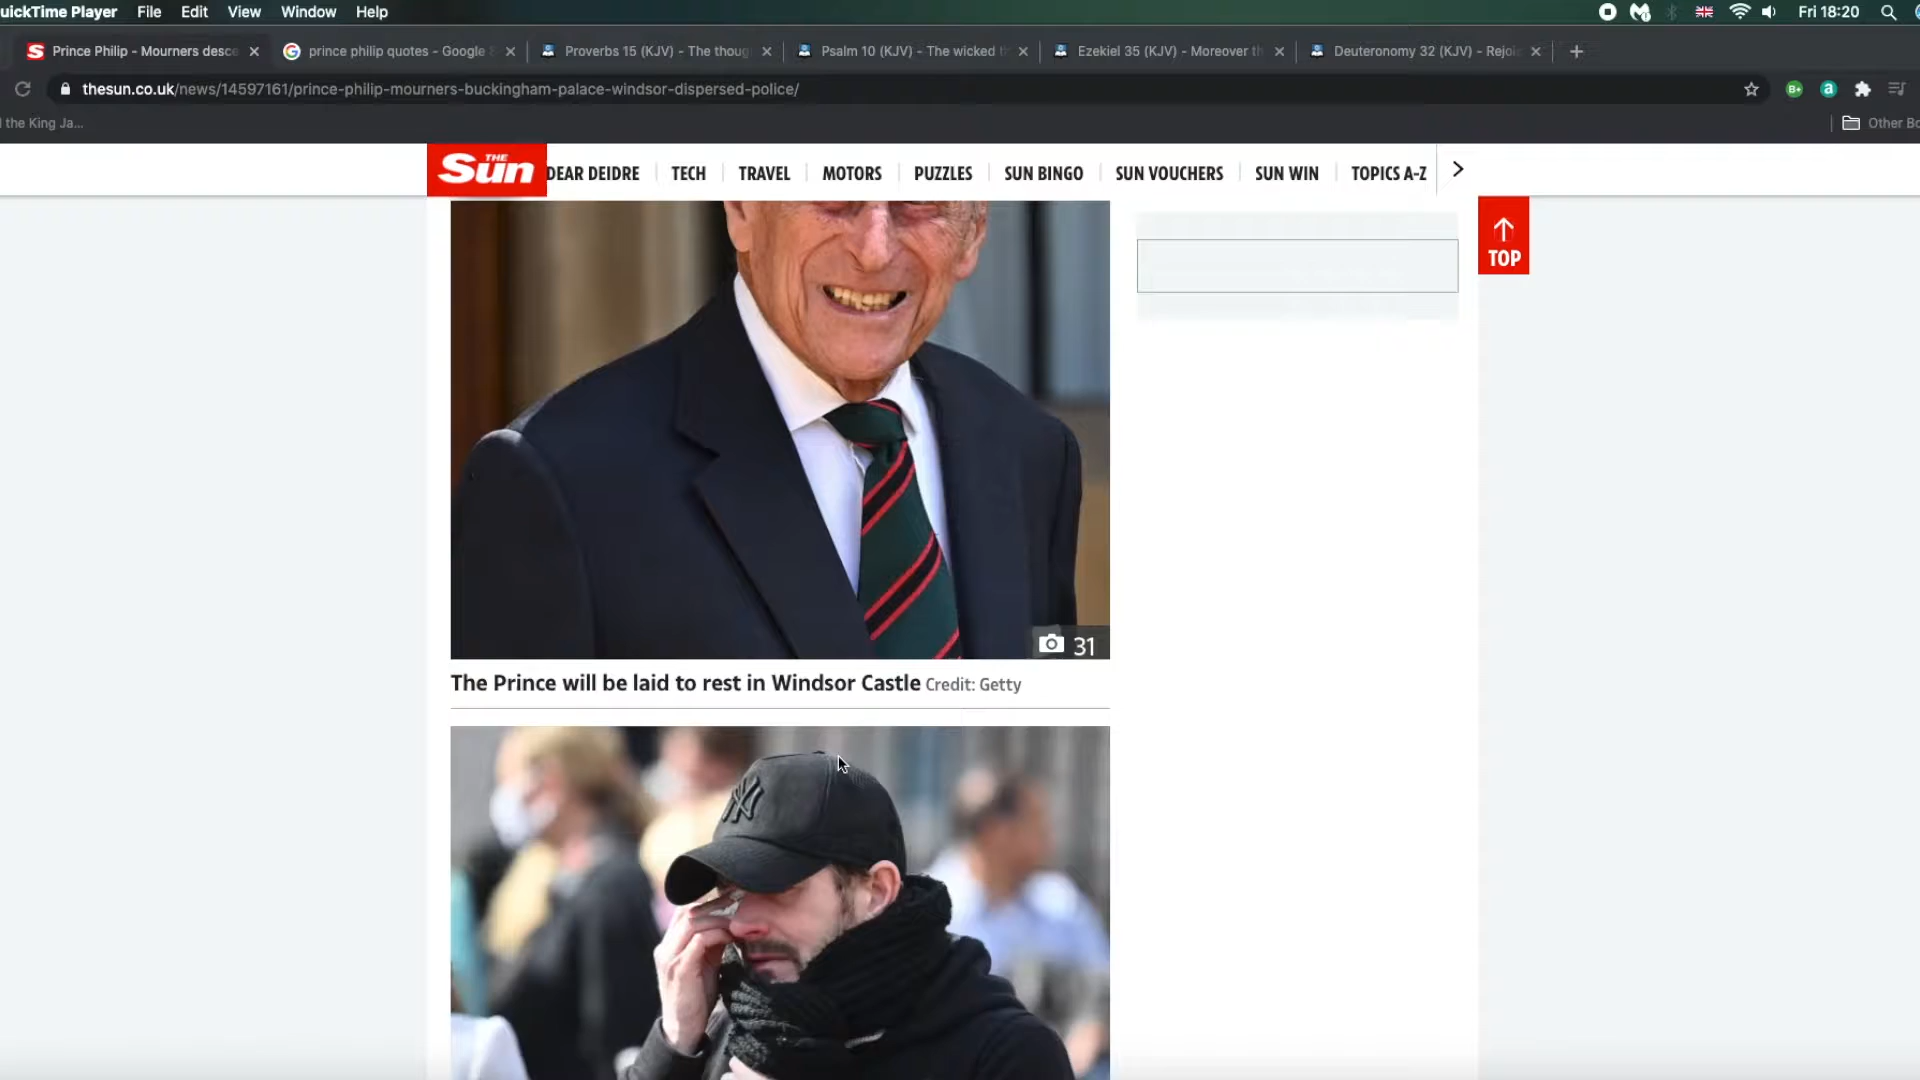 uickTime Player File Edit View Window Help Fri 18:20
Prince Philip - Mourners desce prince philip quotes - Google Proverbs 15 (KJV) - The thoug Psalm 10 (KJV) - The wicked Ezekiel 35 (KJV) - Moreover th Deuteronomy 32 (KJV) - Rejoi
thesun.co.uk/news/14597161/prince-philip-mourners-buckingham-palace-windsor-dispersed-police/
the King Ja... Other Bo
THE Sun DEAR DEIDRE TECH TRAVEL MOTORS PUZZLES SUN BINGO SUN VOUCHERS SUN WIN TOPICS A-Z
TOP
31
The Prince will be laid to rest in Windsor Castle Credit: Getty
NY